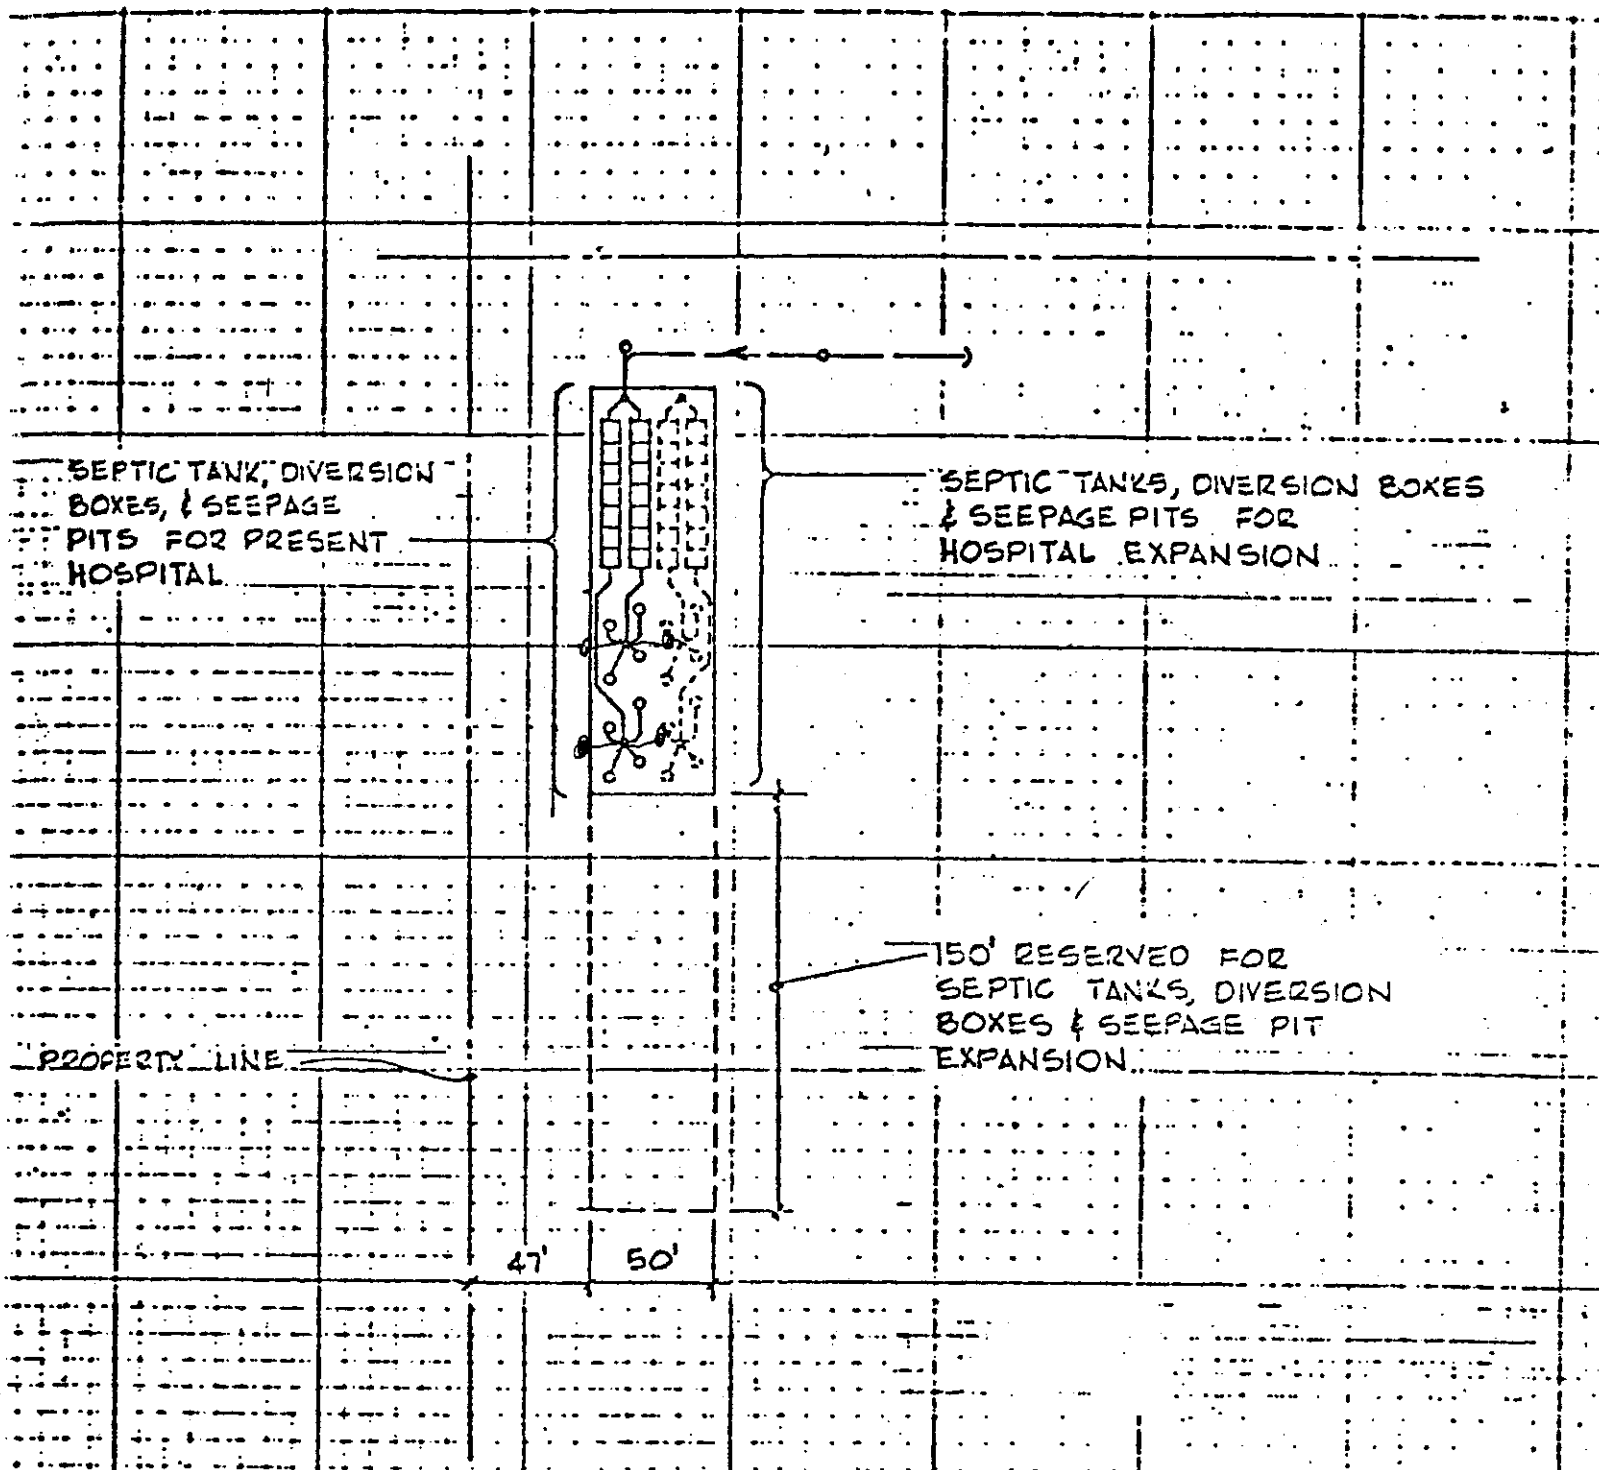 SEPTIC TANK, DIVERSION
BOXES, & SEEPAGE
PITS FOR PRESENT
HOSPITAL
SEPTIC TANKS, DIVERSION BOXES
& SEEPAGE PITS FOR
HOSPITAL EXPANSION
150' RESERVED FOR
SEPTIC TANKS, DIVERSION
BOXES & SEEPAGE PIT
EXPANSION
PROPERTY LINE
47'
50'